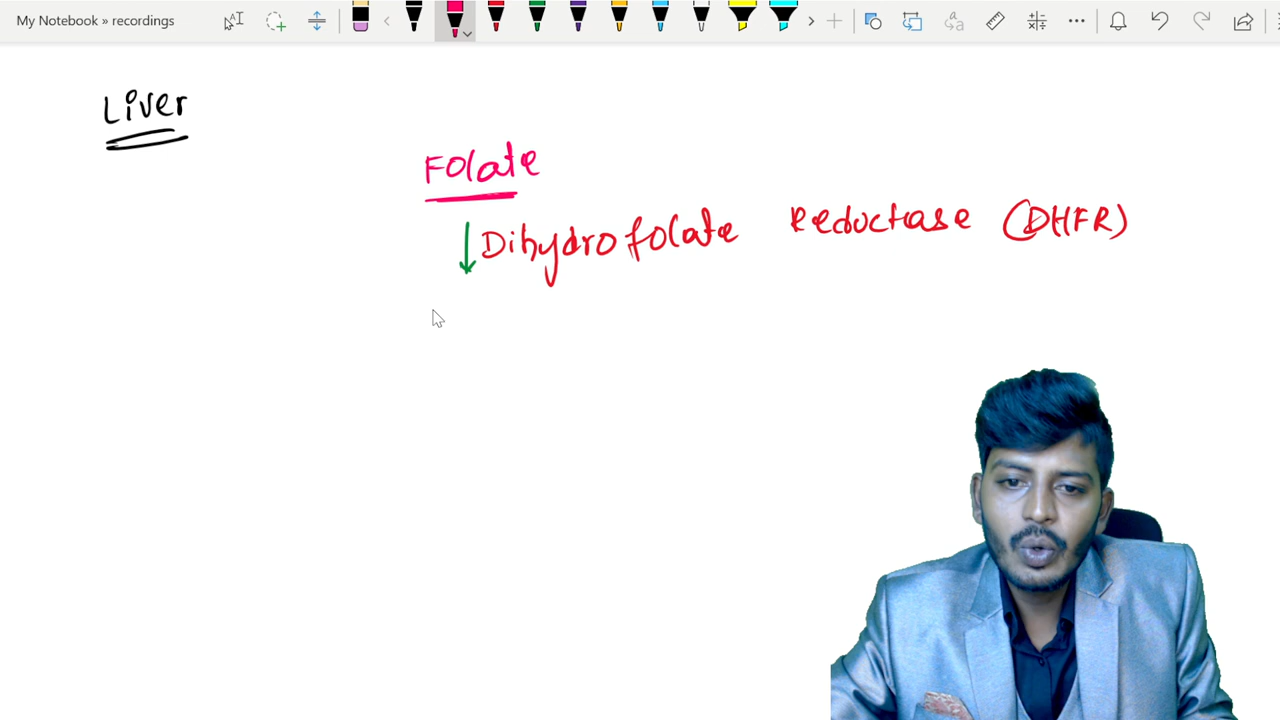 My Notebook » recordings
Liver
Folate
Dihydrofolate Reductase (DHFR)